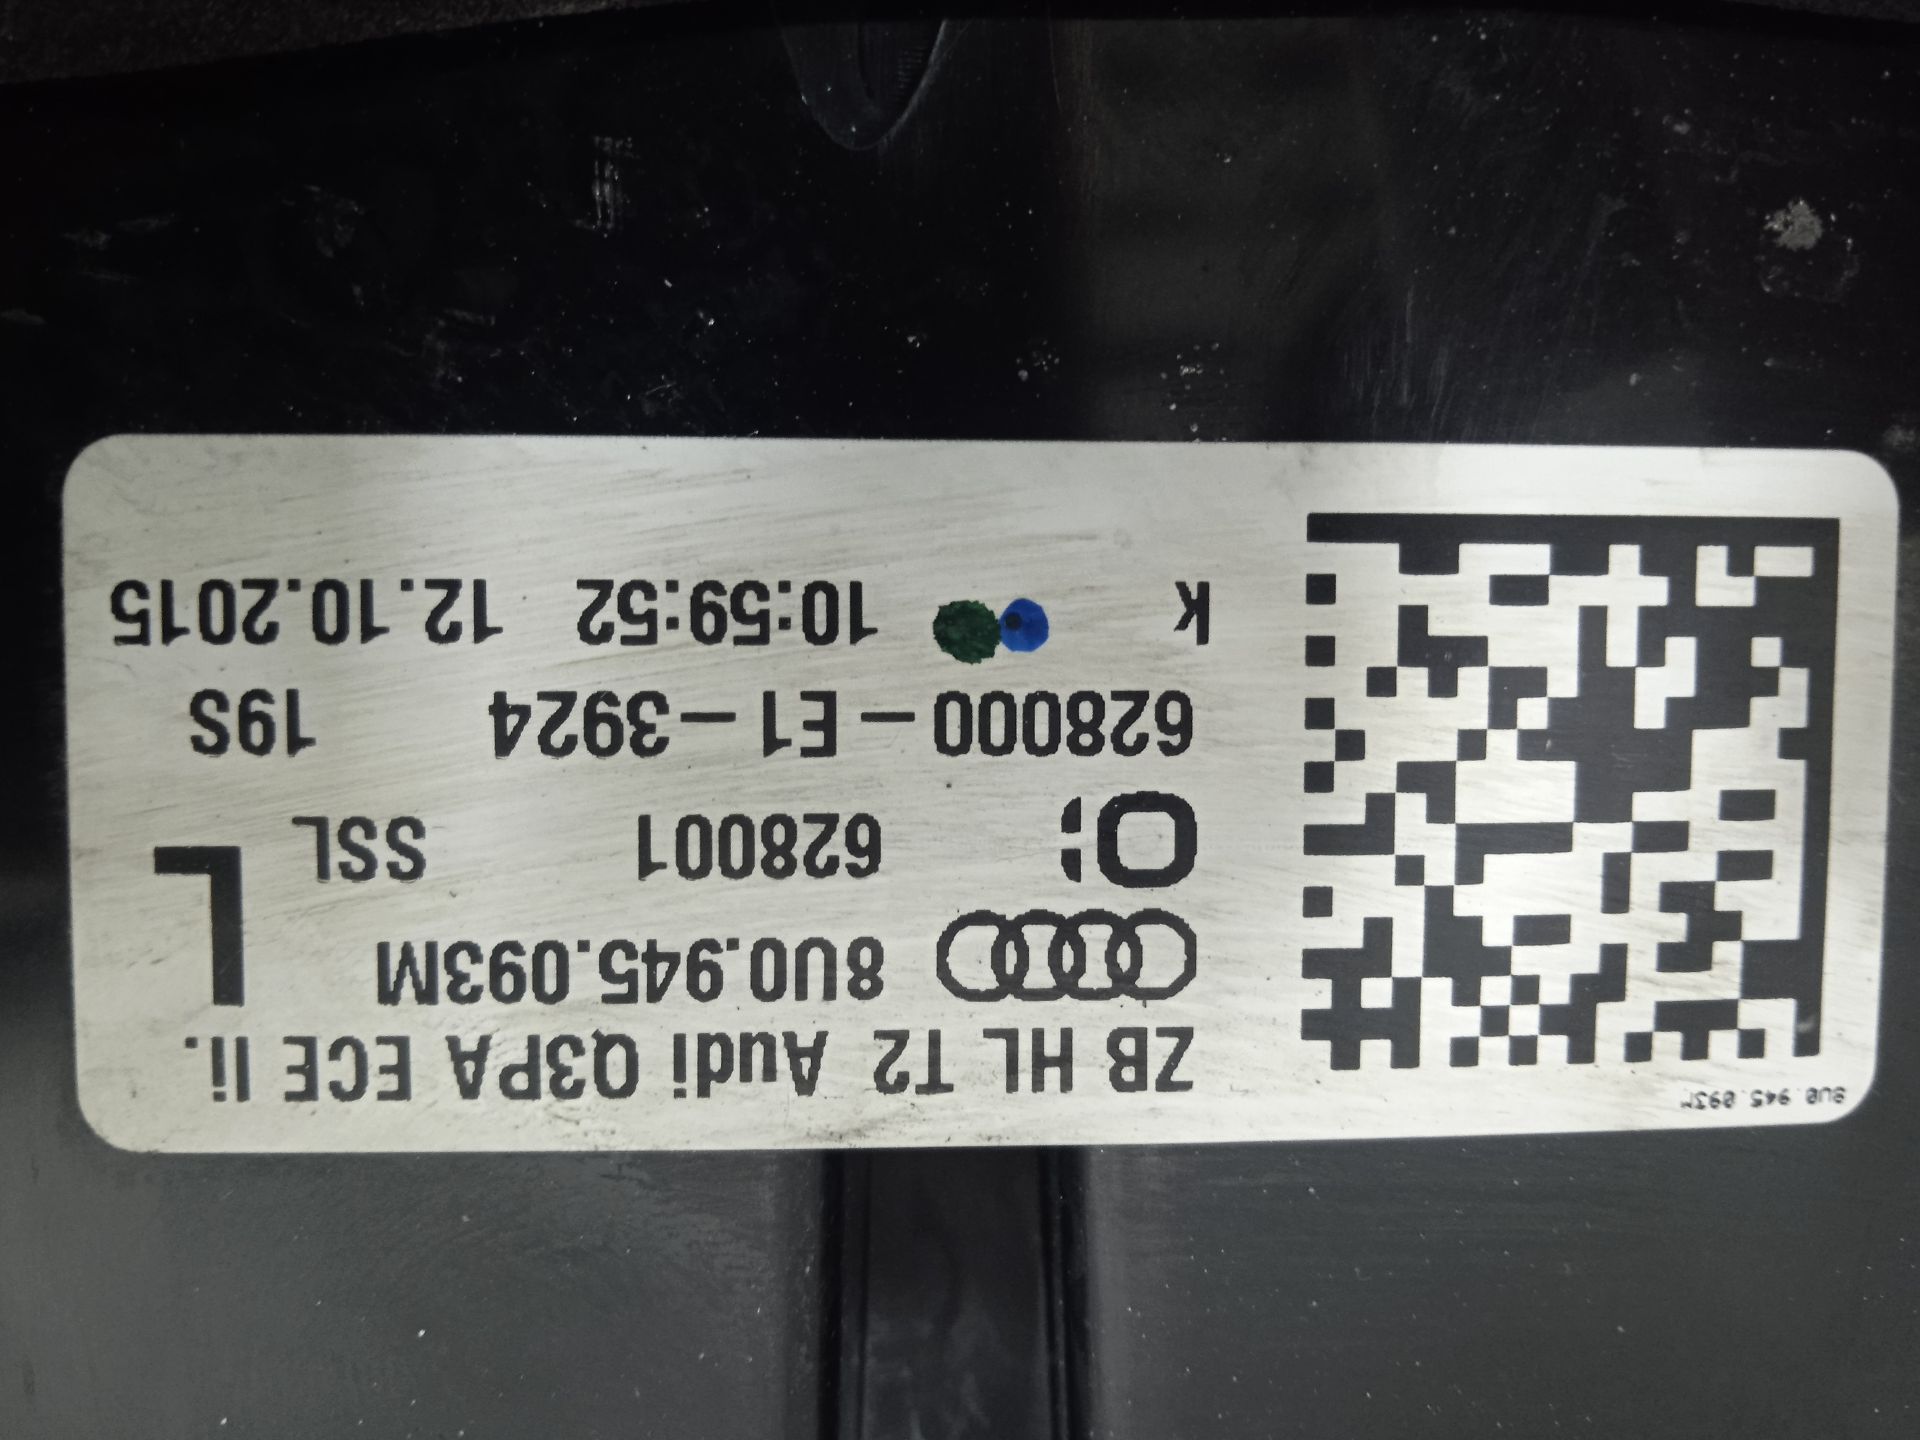 8U0.945.093M
ZB HL T2 Audi Q3PA ECE li.
8U0.945.093M L
628001 SSL
628000-E1-3924 19S
K 10:59:52 12.10.2015